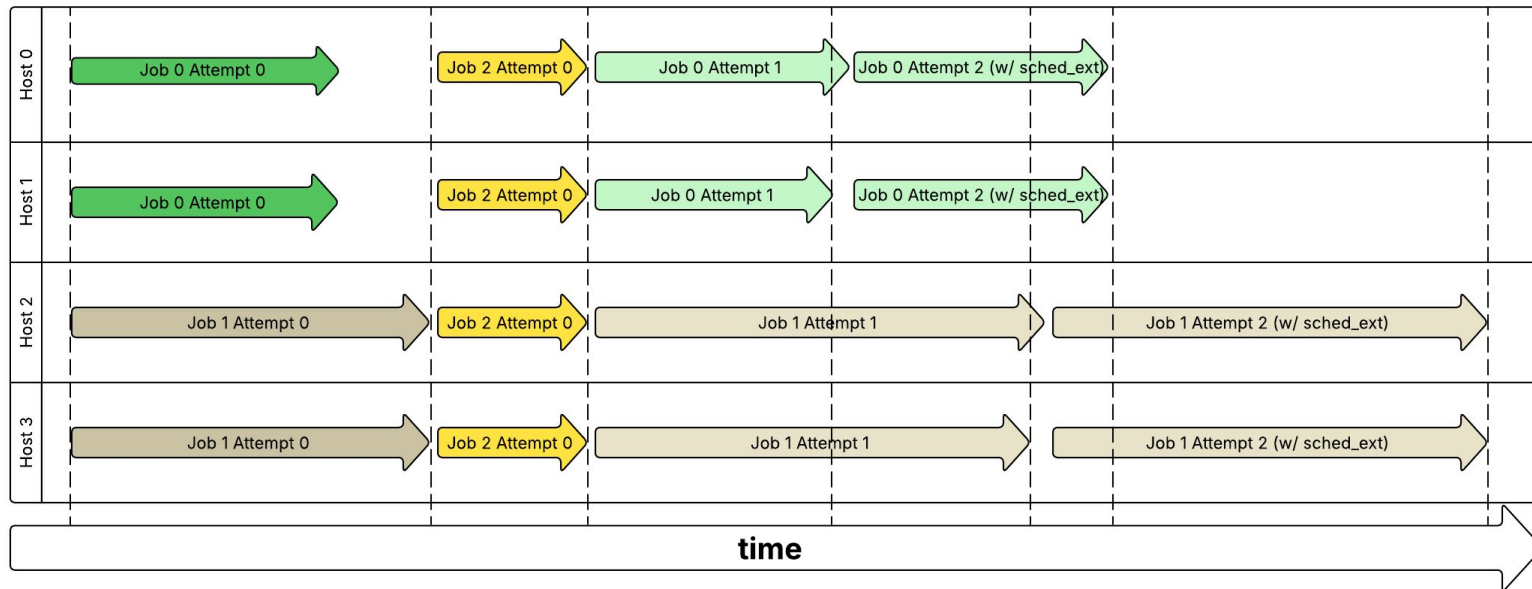 Host 0
Job 0 Attempt 0
Job 2 Attempt 0
Job 0 Attempt 1
Job 0 Attempt 2 (w/ sched_ext)
Host 1
Job 0 Attempt 0
Job 2 Attempt 0
Job 0 Attempt 1
Job 0 Attempt 2 (w/ sched_ext)
Host 2
Job 1 Attempt 0
Job 2 Attempt 0
Job 1 Attempt 1
Job 1 Attempt 2 (w/ sched_ext)
Host 3
Job 1 Attempt 0
Job 2 Attempt 0
Job 1 Attempt 1
Job 1 Attempt 2 (w/ sched_ext)
time